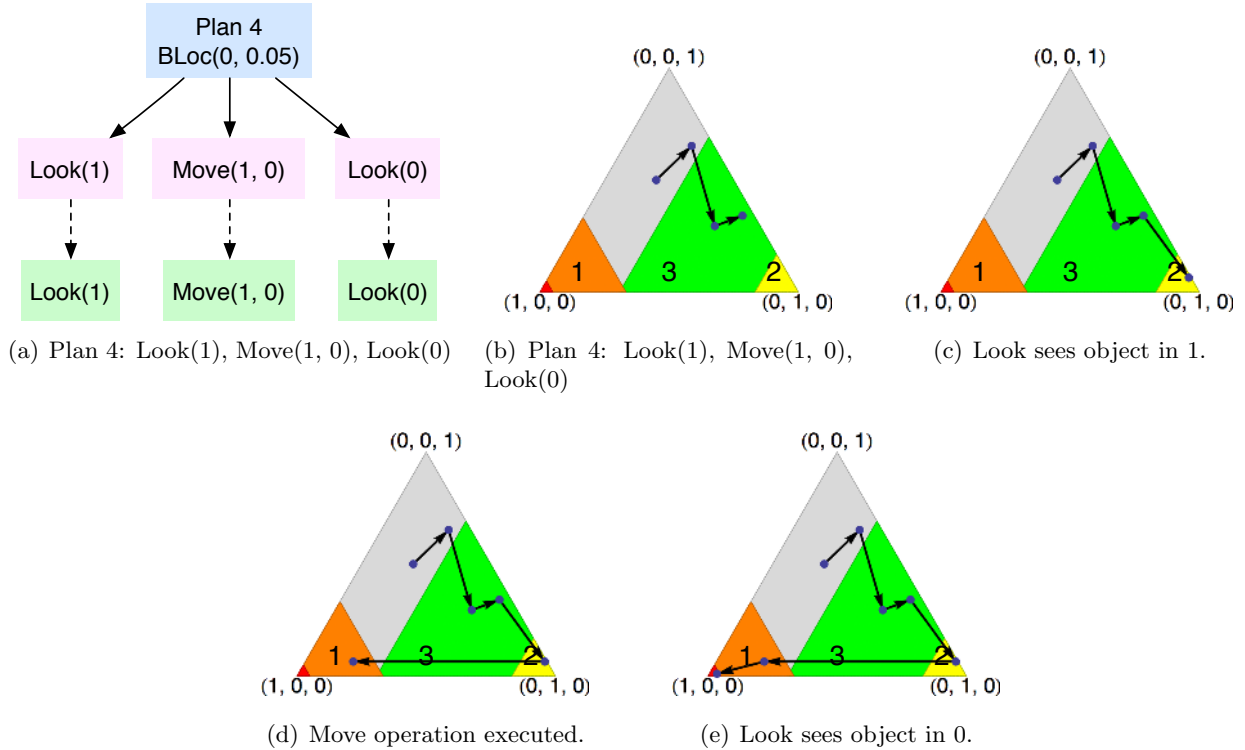 Plan 4
BLoc(0, 0.05)
Look(1)
Move(1, 0)
Look(0)
Look(1)
Move(1, 0)
Look(0)
(a) Plan 4: Look(1), Move(1, 0), Look(0)
(0, 0, 1)
1
3
2
(1, 0, 0)
(0, 1, 0)
(b) Plan 4: Look(1), Move(1, 0),
Look(0)
(0, 0, 1)
1
3
2
(1, 0, 0)
(0, 1, 0)
(c) Look sees object in 1.
(0, 0, 1)
1
3
2
(1, 0, 0)
(0, 1, 0)
(d) Move operation executed.
(0, 0, 1)
1
3
2
(1, 0, 0)
(0, 1, 0)
(e) Look sees object in 0.